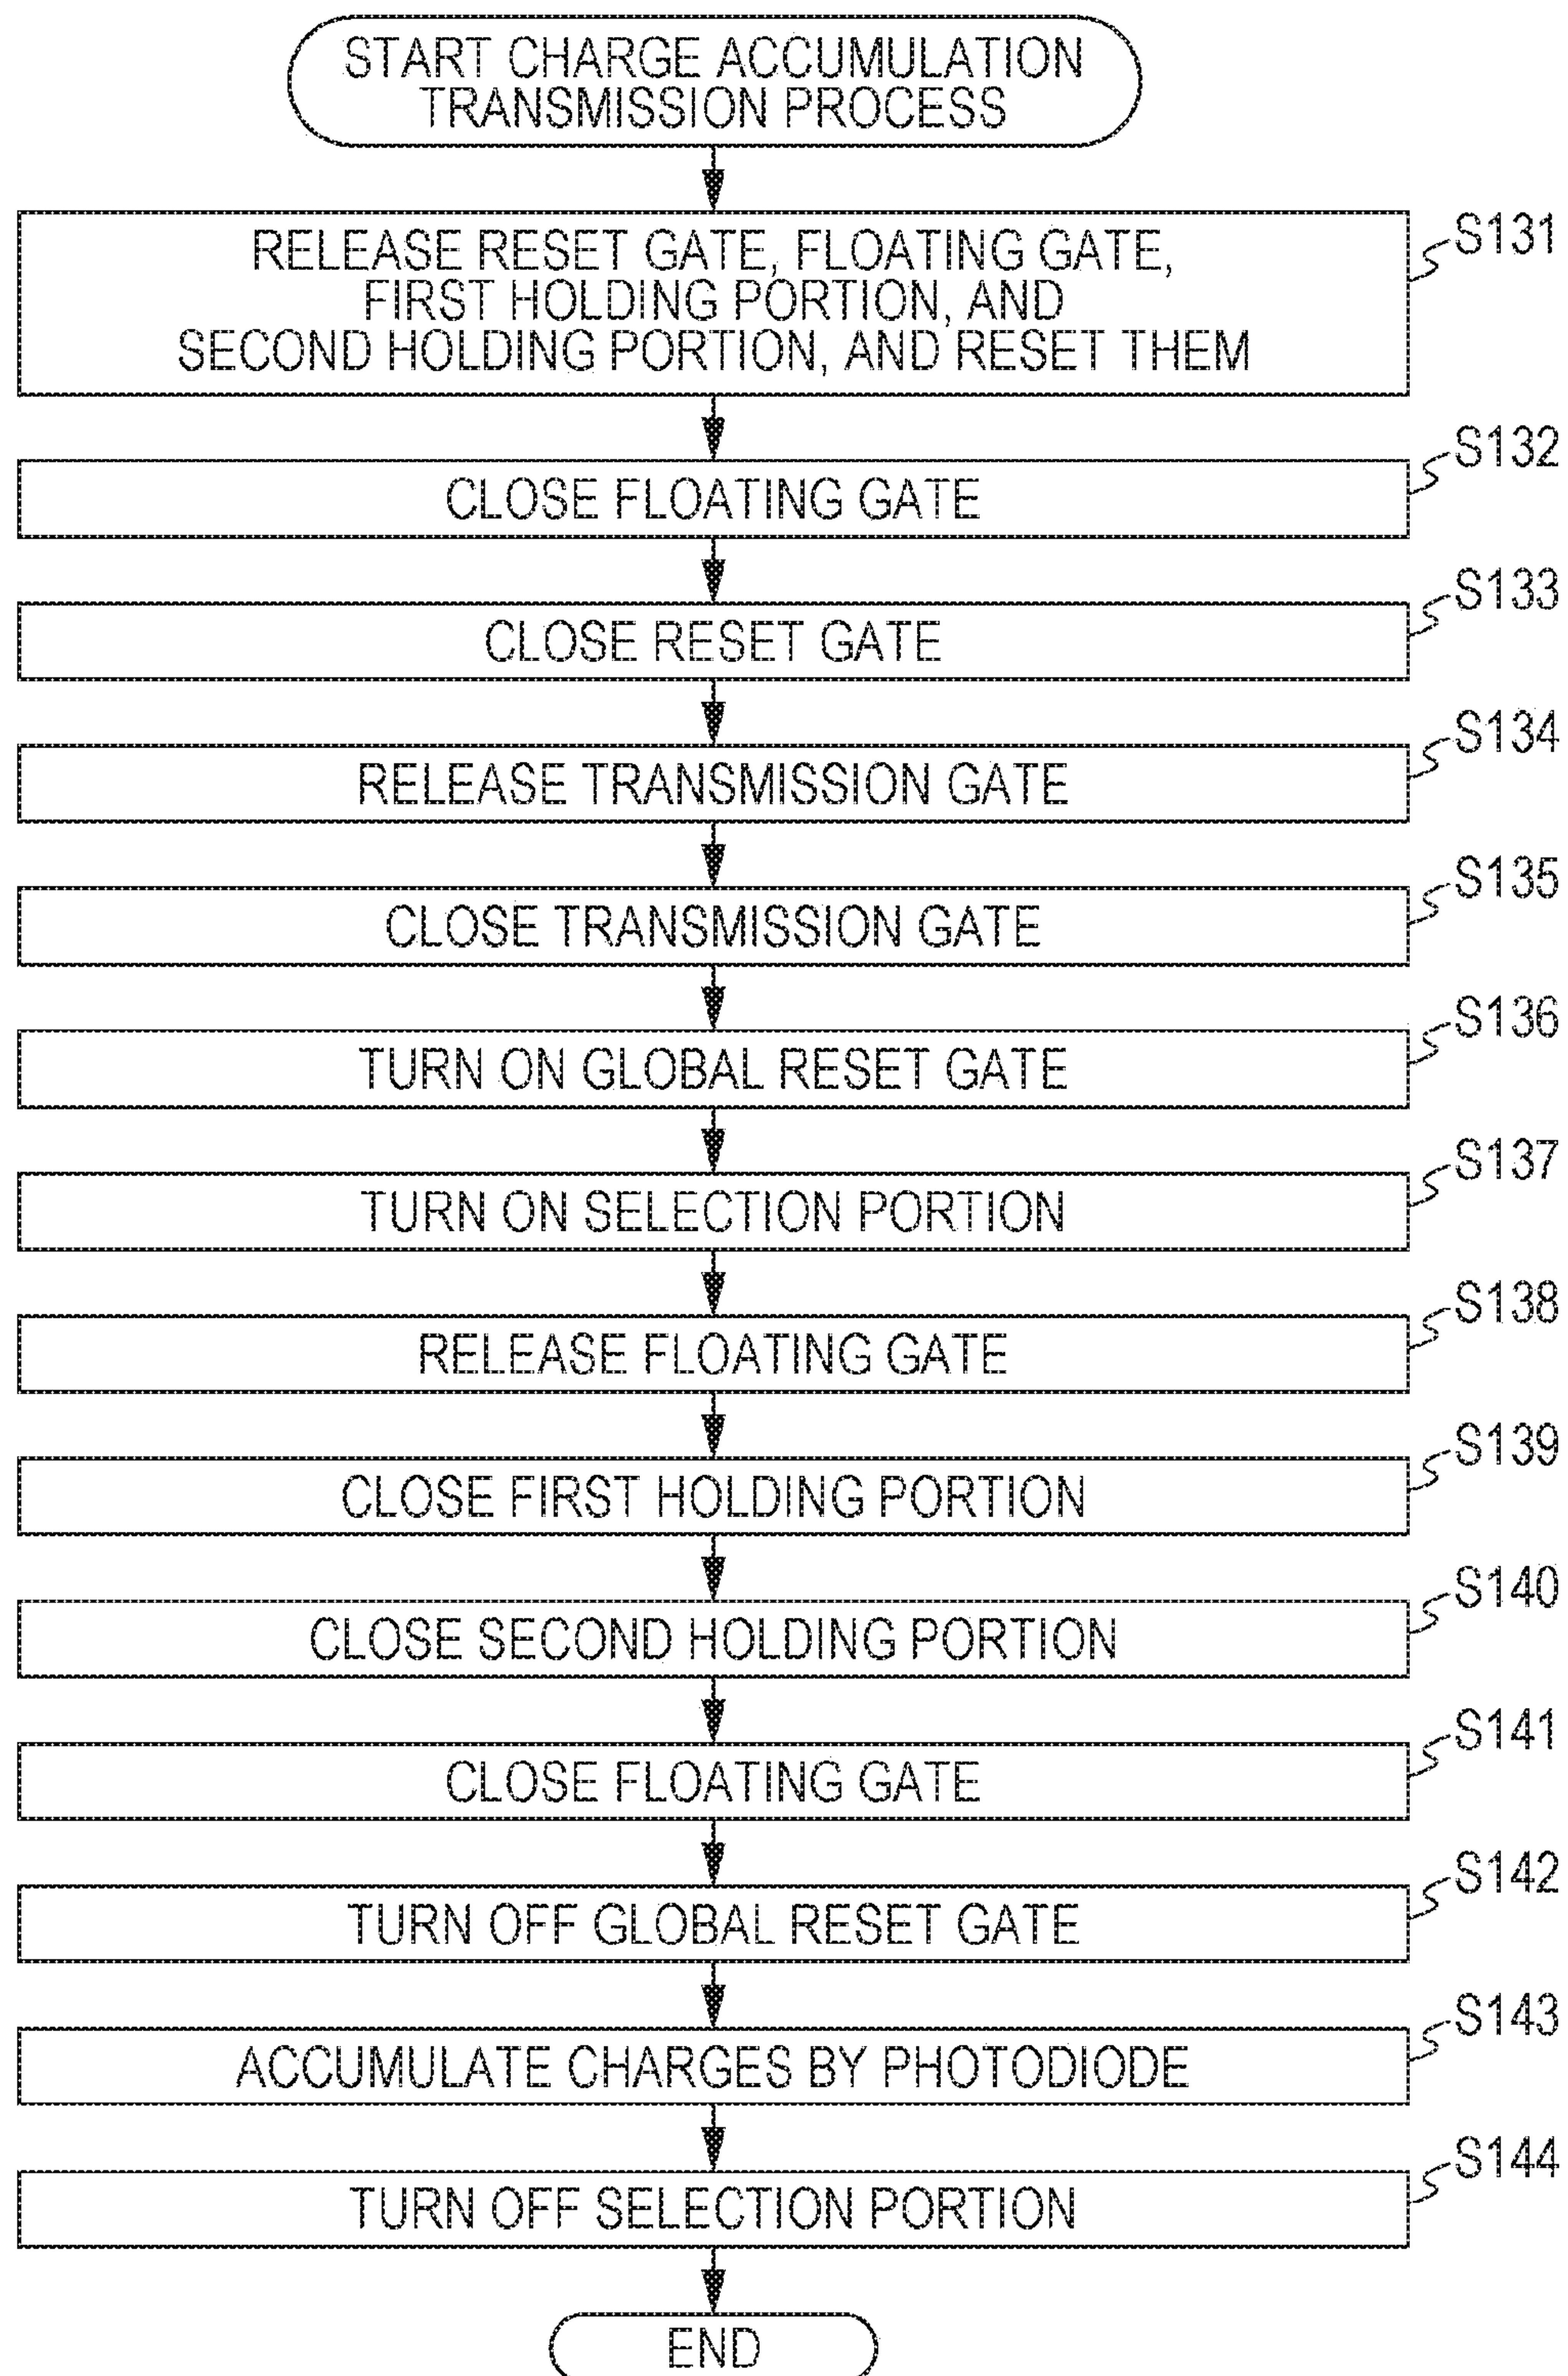 START CHARGE ACCUMULATION
TRANSMISSION PROCESS
RELEASE RESET GATE, FLOATING GATE,
FIRST HOLDING PORTION, AND
SECOND HOLDING PORTION, AND RESET THEM
S131
CLOSE FLOATING GATE
S132
CLOSE RESET GATE
S133
RELEASE TRANSMISSION GATE
S134
CLOSE TRANSMISSION GATE
S135
TURN ON GLOBAL RESET GATE
S136
TURN ON SELECTION PORTION
S137
RELEASE FLOATING GATE
S138
CLOSE FIRST HOLDING PORTION
S139
CLOSE SECOND HOLDING PORTION
S140
CLOSE FLOATING GATE
S141
TURN OFF GLOBAL RESET GATE
S142
ACCUMULATE CHARGES BY PHOTODIODE
S143
TURN OFF SELECTION PORTION
S144
END